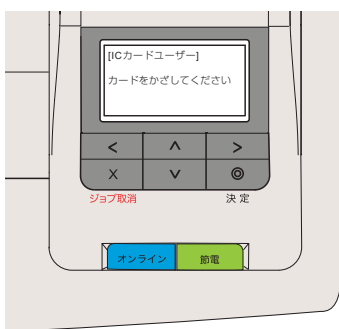 [ICカードユーザー]
カードをかざしてください
< ∧ >
X ∨ ◎
ジョブ取消 決定
オンライン 節電